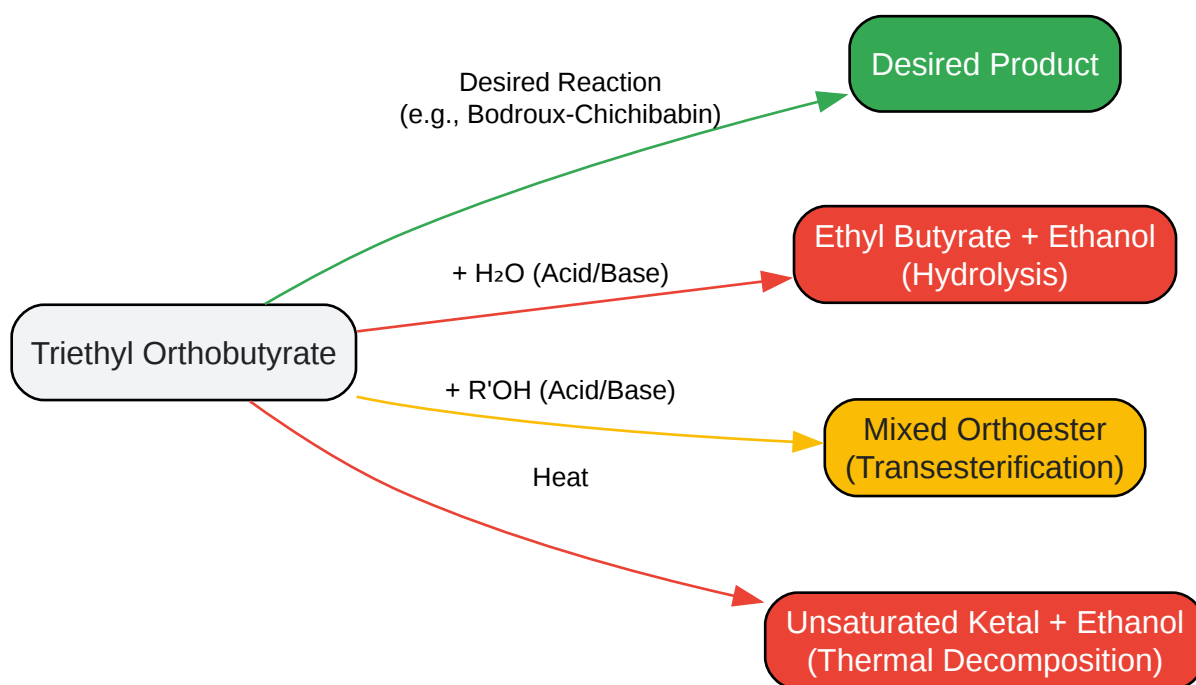 Desired Product
Desired Reaction
(e.g., Bodroux-Chichibabin)
Ethyl Butyrate + Ethanol
(Hydrolysis)
+ H₂O (Acid/Base)
Triethyl Orthobutyrate
+ R'OH (Acid/Base)
Mixed Orthoester
(Transesterification)
Heat
Unsaturated Ketal + Ethanol
(Thermal Decomposition)